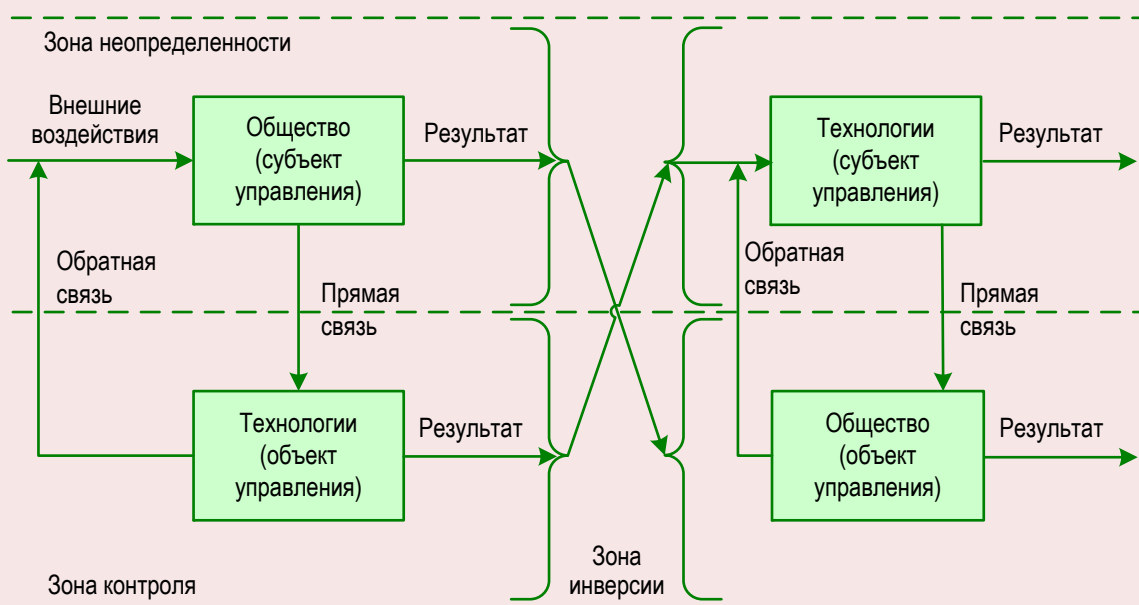 Зона неопределенности
Внешние
воздействия
Общество
(субъект
управления)
Результат
Технологии
(субъект
управления)
Результат
Обратная
связь
Прямая
связь
Обратная
связь
Прямая
связь
Технологии
(объект
управления)
Результат
Общество
(объект
управления)
Результат
Зона контроля
Зона
инверсии